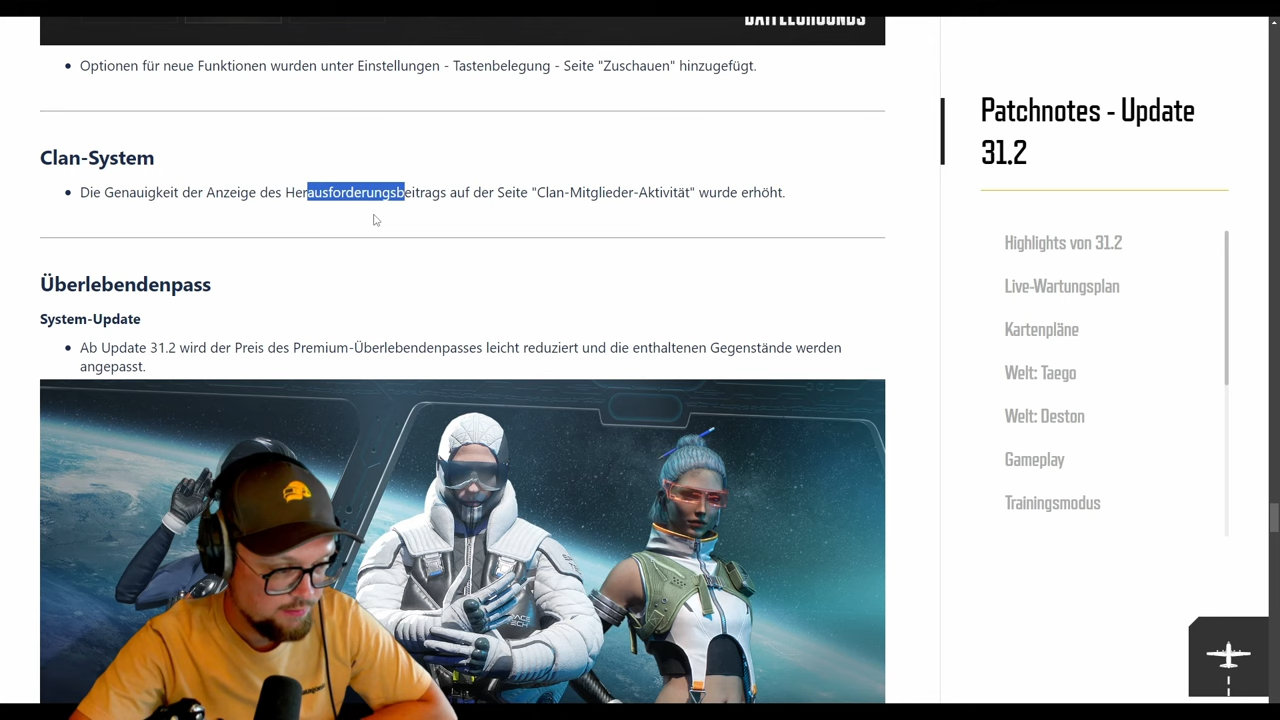 BATTLEGROUNDS
Optionen für neue Funktionen wurden unter Einstellungen - Tastenbelegung - Seite "Zuschauen" hinzugefügt.
Clan-System
Die Genauigkeit der Anzeige des Herausforderungsbeitrags auf der Seite "Clan-Mitglieder-Aktivität" wurde erhöht.
Überlebendenpass
System-Update
Ab Update 31.2 wird der Preis des Premium-Überlebendenpasses leicht reduziert und die enthaltenen Gegenstände werden
angepasst.
SPACE
TECH
Patchnotes - Update
31.2
Highlights von 31.2
Live-Wartungsplan
Kartenpläne
Welt: Taego
Welt: Deston
Gameplay
Trainingsmodus